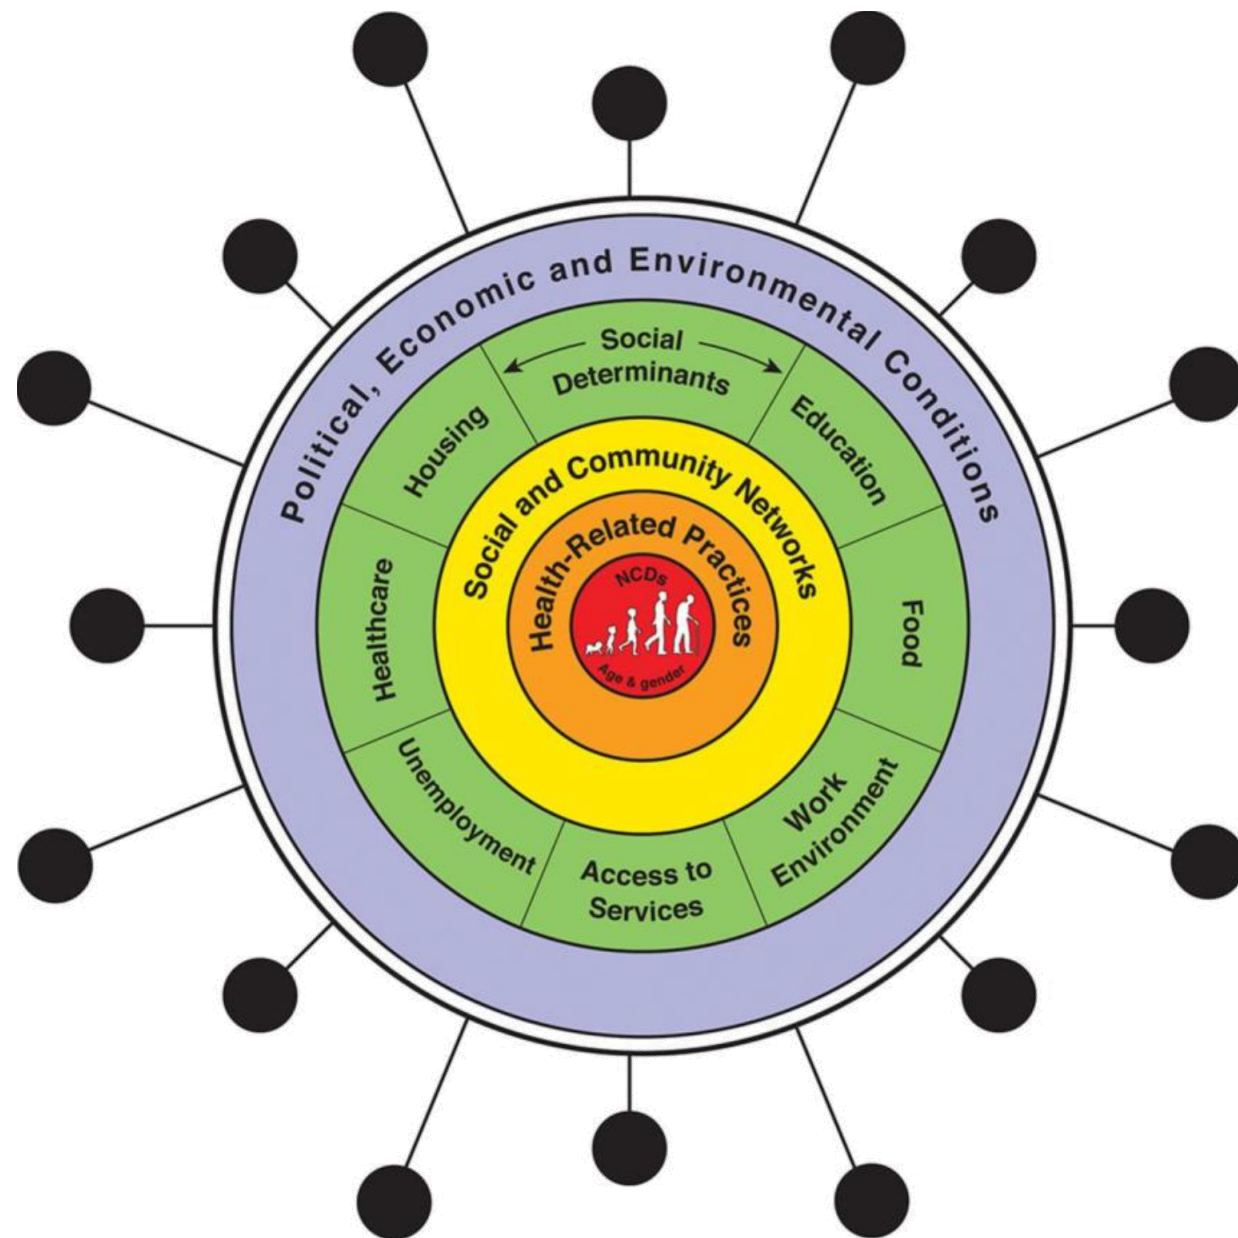 Political, Economic and Environmental Conditions
Social
Determinants
Housing
Education
Social and Community Networks
Health-Related Practices
NCDs
Age & gender
Healthcare
Food
Unemployment
Work
Environment
Access to
Services